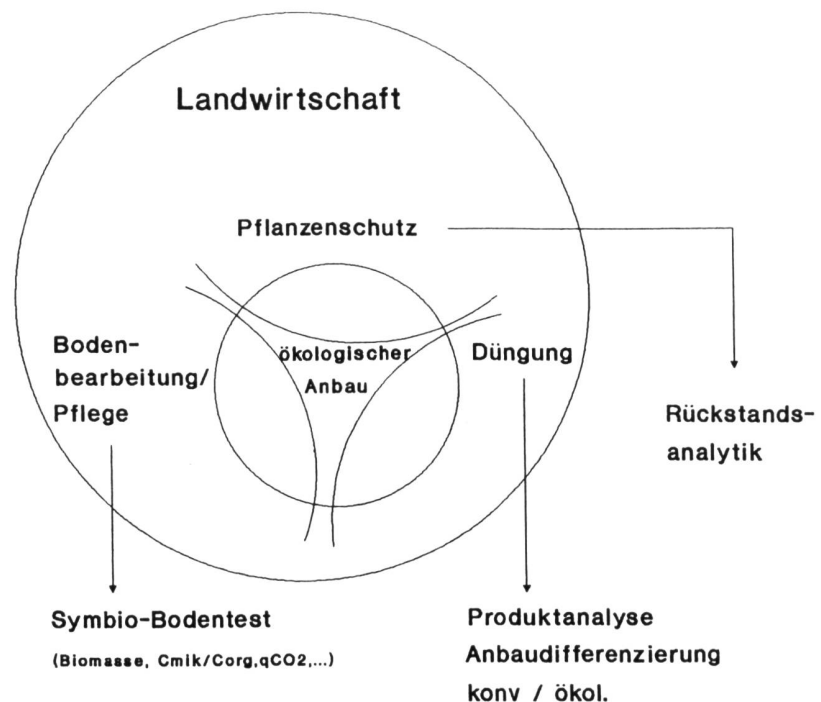 Landwirtschaft
Pflanzenschutz
Boden-
bearbeitung/
Pflege
ökologischer
Anbau
Düngung
Rückstands-
analytik
Symbio-Bodentest
(Biomasse, Cmik/Corg,qCO2,...)
Produktanalyse
Anbaudifferenzierung
konv / ökol.